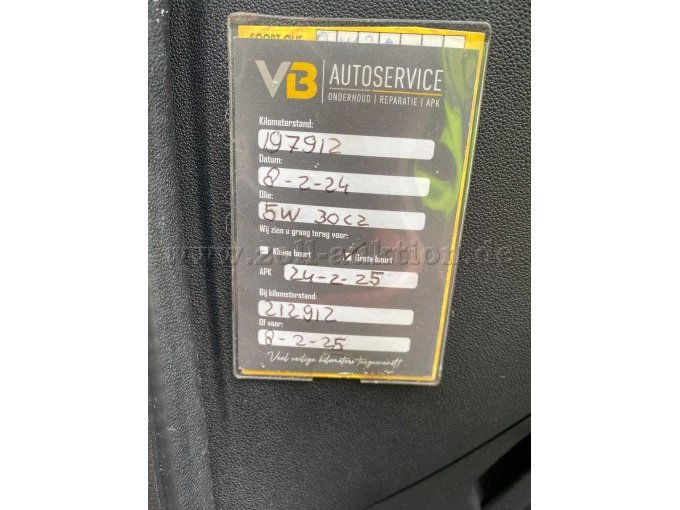 SOORT OLIE
VB AUTOSERVICE
ONDERHOUD | REPARATIE | APK
Kilometerstand:
197912
Datum:
8-2-24
Olie:
5W 30C2
Wij zien u graag terug voor:
Kleine beurt Grote beurt
APK 24-2-25
Bij kilometerstand:
212912
Of voor:
8-2-25
Veel veilige kilometers toegewenst!
www.zoll-auktion.de